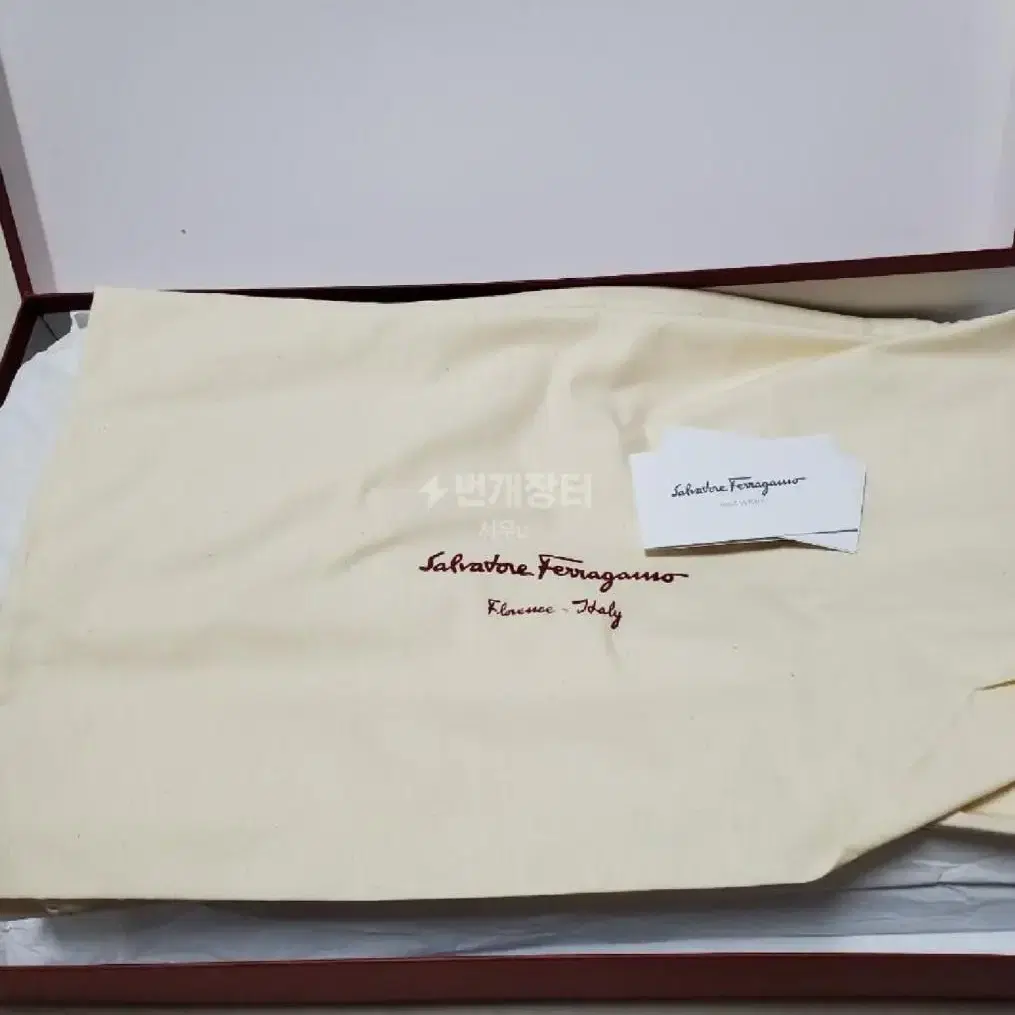 번개장터
Salvatore Ferragamo
Salvatore Ferragamo
Florence - Italy